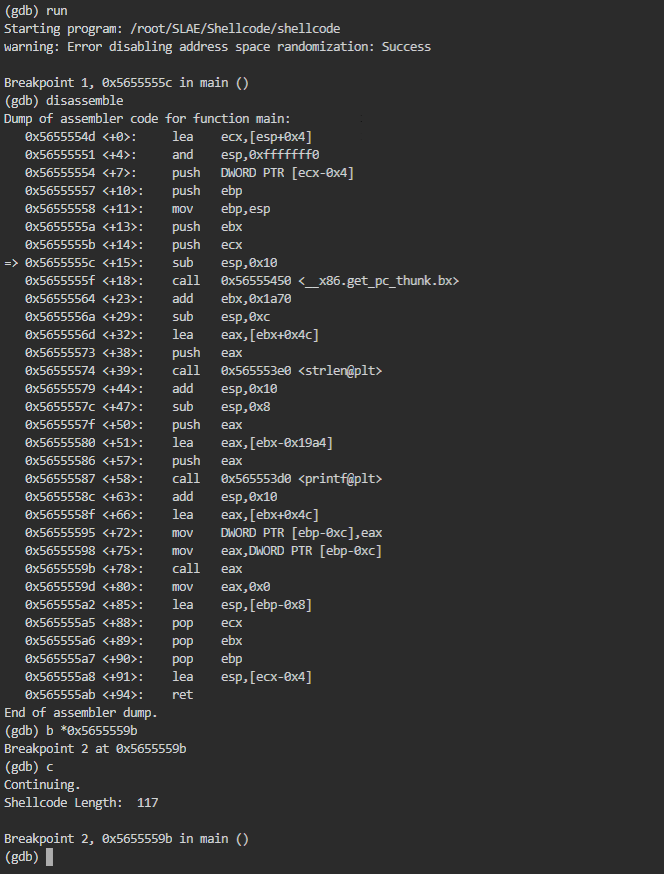 (gdb) run
Starting program: /root/SLAE/Shellcode/shellcode
warning: Error disabling address space randomization: Success

Breakpoint 1, 0x5655555c in main ()
(gdb) disassemble
Dump of assembler code for function main:
   0x5655554d <+0>:     lea    ecx,[esp+0x4]
   0x56555551 <+4>:     and    esp,0xfffffff0
   0x56555554 <+7>:     push   DWORD PTR [ecx-0x4]
   0x56555557 <+10>:    push   ebp
   0x56555558 <+11>:    mov    ebp,esp
   0x5655555a <+13>:    push   ebx
   0x5655555b <+14>:    push   ecx
=> 0x5655555c <+15>:    sub    esp,0x10
   0x5655555f <+18>:    call   0x56555450 <__x86.get_pc_thunk.bx>
   0x56555564 <+23>:    add    ebx,0x1a70
   0x5655556a <+29>:    sub    esp,0xc
   0x5655556d <+32>:    lea    eax,[ebx+0x4c]
   0x56555573 <+38>:    push   eax
   0x56555574 <+39>:    call   0x565553e0 <strlen@plt>
   0x56555579 <+44>:    add    esp,0x10
   0x5655557c <+47>:    sub    esp,0x8
   0x5655557f <+50>:    push   eax
   0x56555580 <+51>:    lea    eax,[ebx-0x19a4]
   0x56555586 <+57>:    push   eax
   0x56555587 <+58>:    call   0x565553d0 <printf@plt>
   0x5655558c <+63>:    add    esp,0x10
   0x5655558f <+66>:    lea    eax,[ebx+0x4c]
   0x56555595 <+72>:    mov    DWORD PTR [ebp-0xc],eax
   0x56555598 <+75>:    mov    eax,DWORD PTR [ebp-0xc]
   0x5655559b <+78>:    call   eax
   0x5655559d <+80>:    mov    eax,0x0
   0x565555a2 <+85>:    lea    esp,[ebp-0x8]
   0x565555a5 <+88>:    pop    ecx
   0x565555a6 <+89>:    pop    ebx
   0x565555a7 <+90>:    pop    ebp
   0x565555a8 <+91>:    lea    esp,[ecx-0x4]
   0x565555ab <+94>:    ret
End of assembler dump.
(gdb) b *0x5655559b
Breakpoint 2 at 0x5655559b
(gdb) c
Continuing.
Shellcode Length:  117

Breakpoint 2, 0x5655559b in main ()
(gdb)